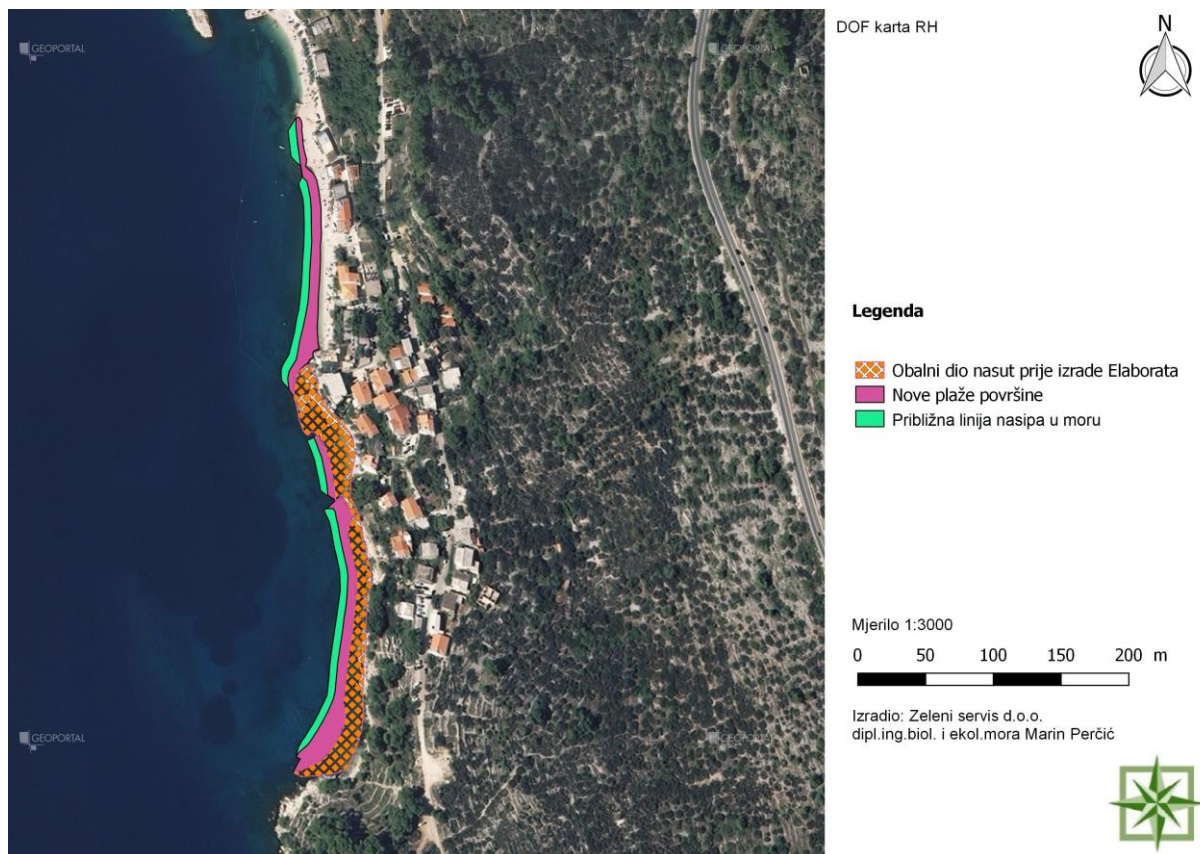 GEOPORTAL
GEOPORTAL
DOF karta RH
N
Legenda
Obalni dio nasut prije izrade Elaborata
Nove plaže površine
Približna linija nasipa u moru
Mjerilo 1:3000
0 50 100 150 200 m
Izradio: Zeleni servis d.o.o.
dipl.ing.biol. i ekol.mora Marin Perčić
GEOPORTAL
GEOPORTAL